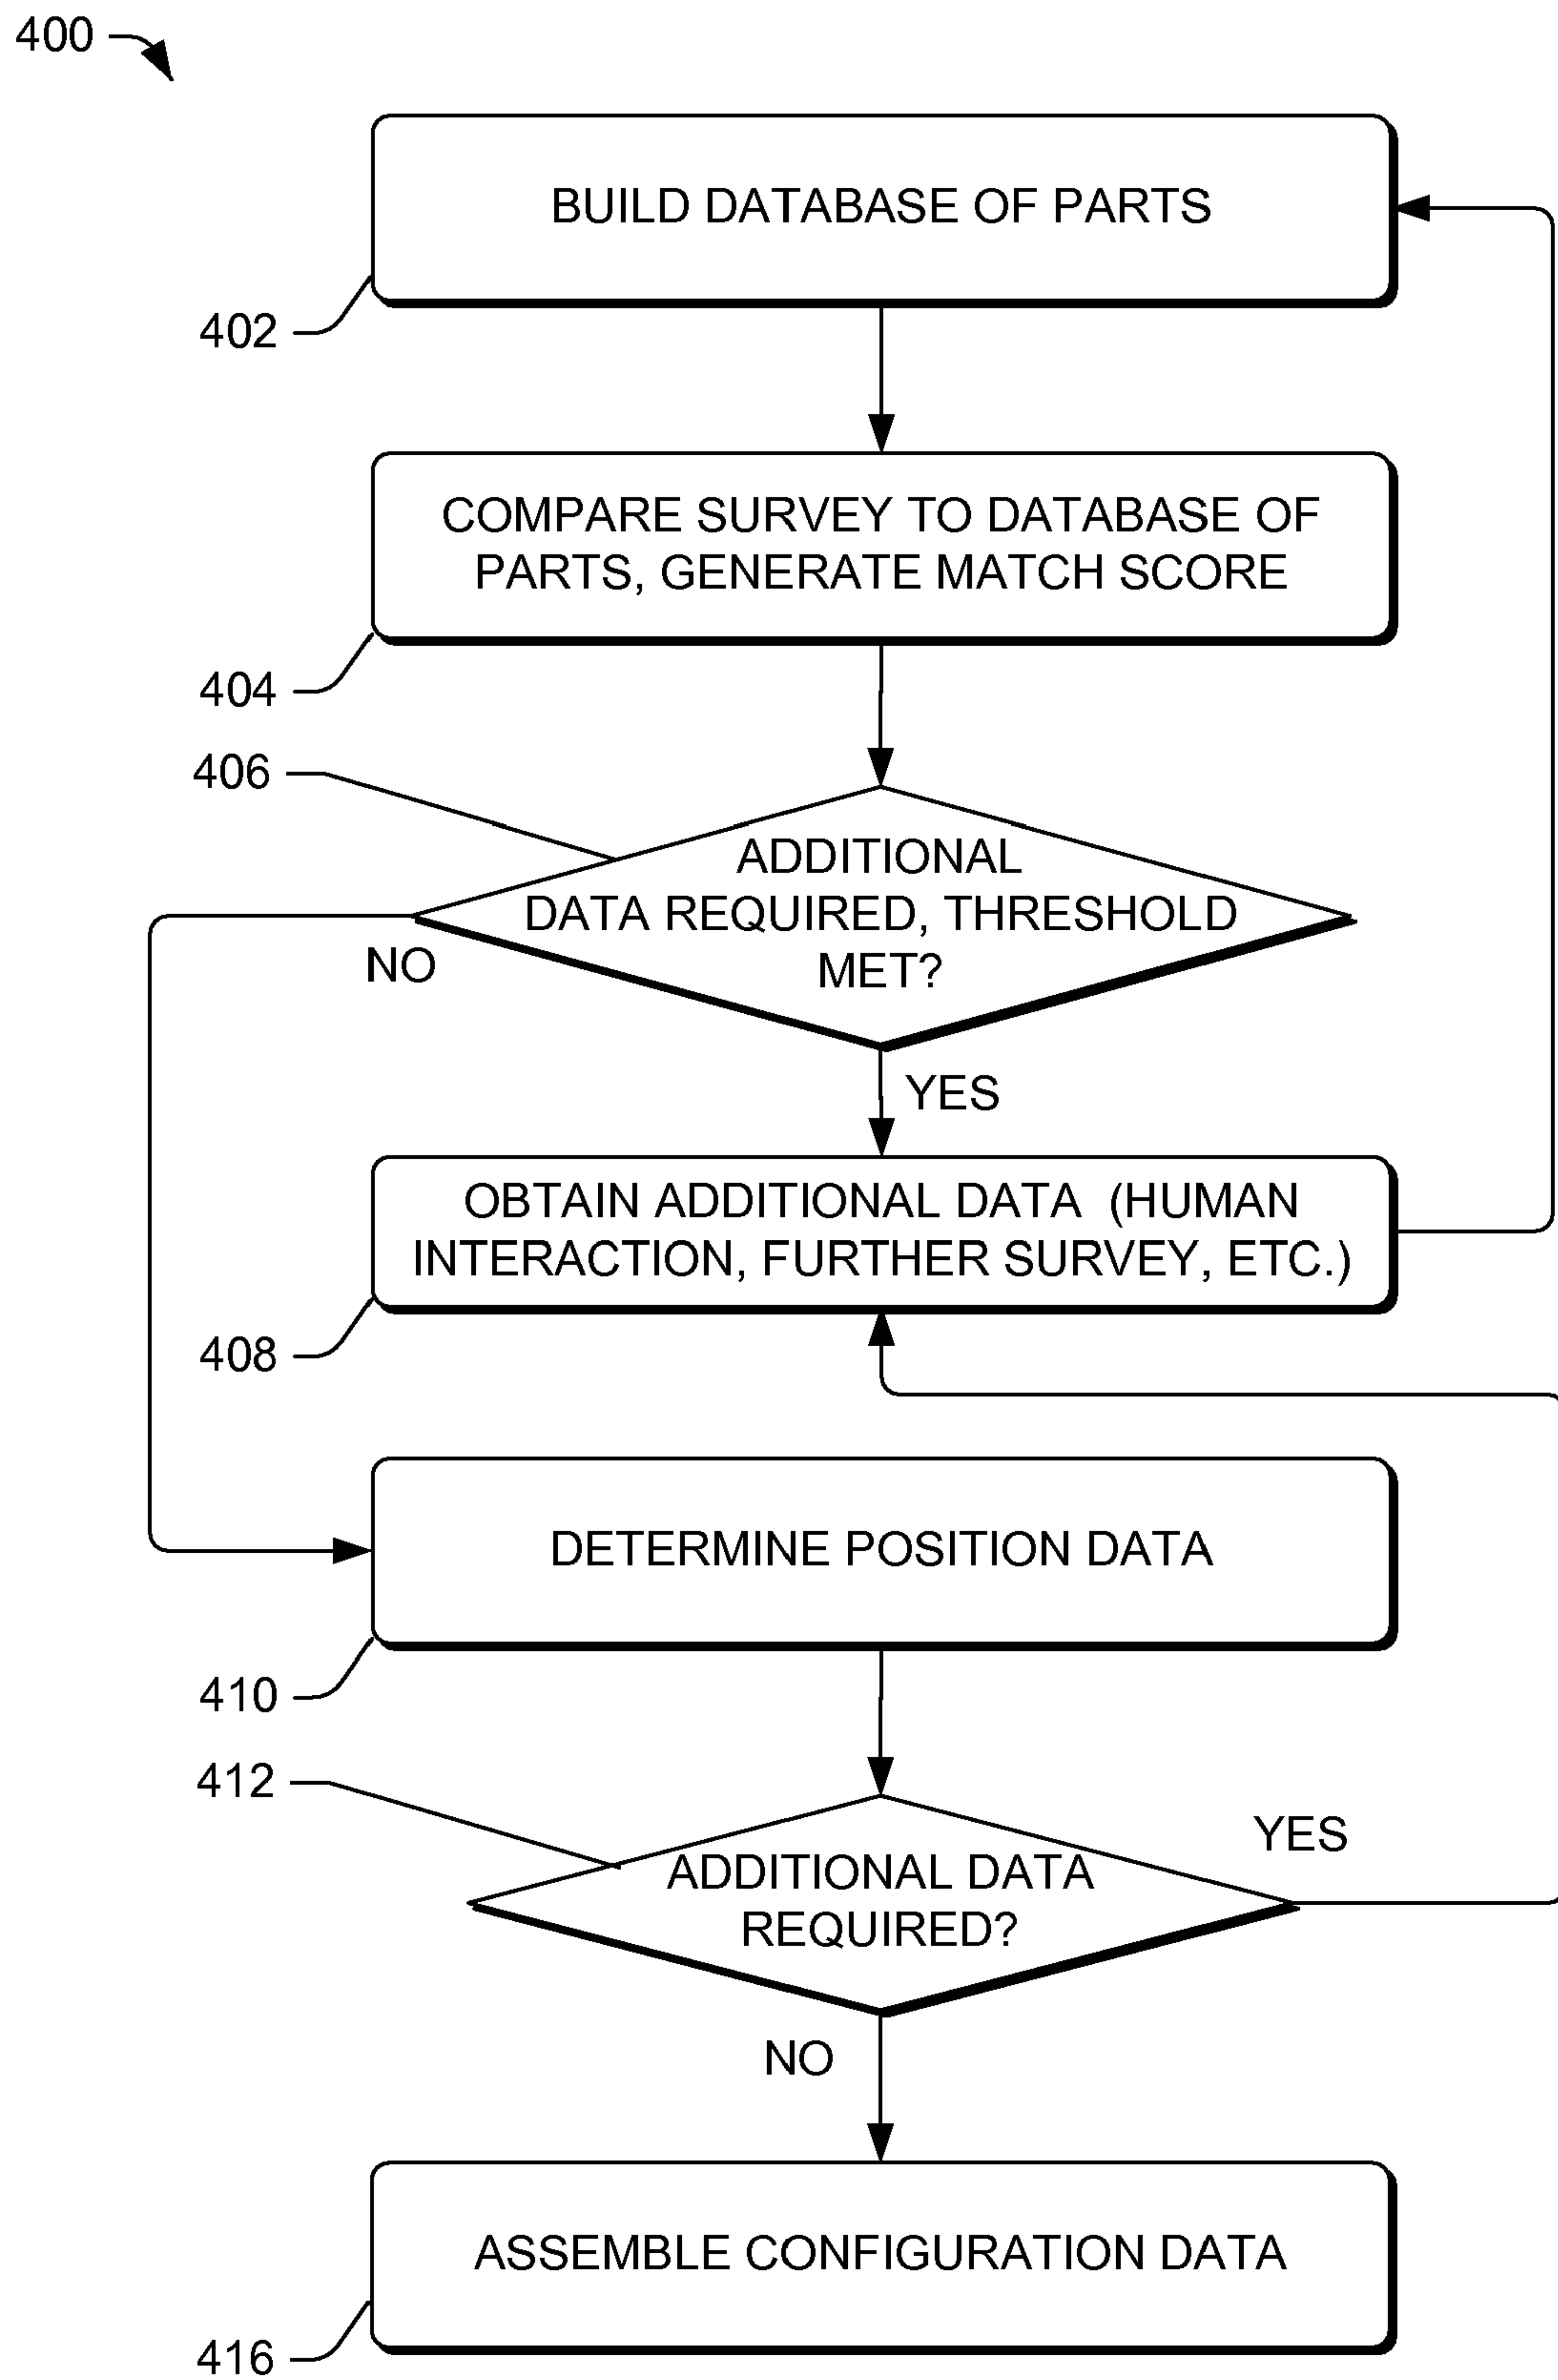 400
BUILD DATABASE OF PARTS
402
COMPARE SURVEY TO DATABASE OF
PARTS, GENERATE MATCH SCORE
404
406
ADDITIONAL
DATA REQUIRED, THRESHOLD
MET?
NO
YES
OBTAIN ADDITIONAL DATA (HUMAN
INTERACTION, FURTHER SURVEY, ETC.)
408
DETERMINE POSITION DATA
410
412
YES
ADDITIONAL DATA
REQUIRED?
NO
ASSEMBLE CONFIGURATION DATA
416